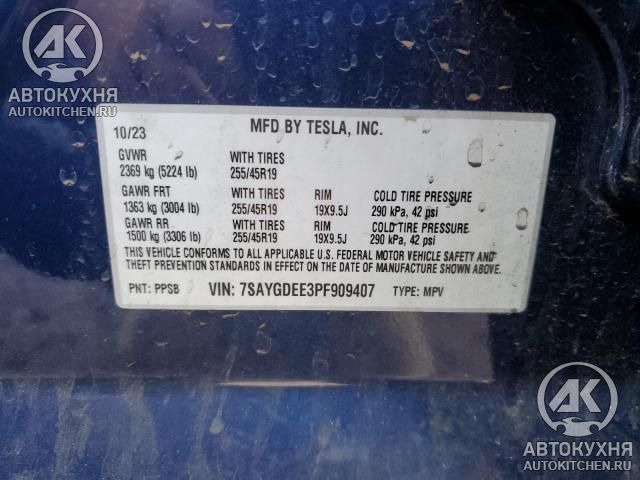 АК
АВТОКУХНЯ
AUTOKITCHEN.RU
10/23
MFD BY TESLA, INC.
GVWR WITH TIRES
2369 kg (5224 lb) 255/45R19
GAWR FRT WITH TIRES RIM COLD TIRE PRESSURE
1363 kg (3004 lb) 255/45R19 19X9.5J 290 kPa, 42 psi
GAWR RR WITH TIRES RIM COLD TIRE PRESSURE
1500 kg (3306 lb) 255/45R19 19X9.5J 290 kPa, 42 psi
THIS VEHICLE CONFORMS TO ALL APPLICABLE U.S. FEDERAL MOTOR VEHICLE SAFETY AND
THEFT PREVENTION STANDARDS IN EFFECT ON THE DATE OF MANUFACTURE SHOWN ABOVE.
PNT: PPSB VIN: 7SAYGDEE3PF909407 TYPE: MPV
АК
АВТОКУХНЯ
AUTOKITCHEN.RU